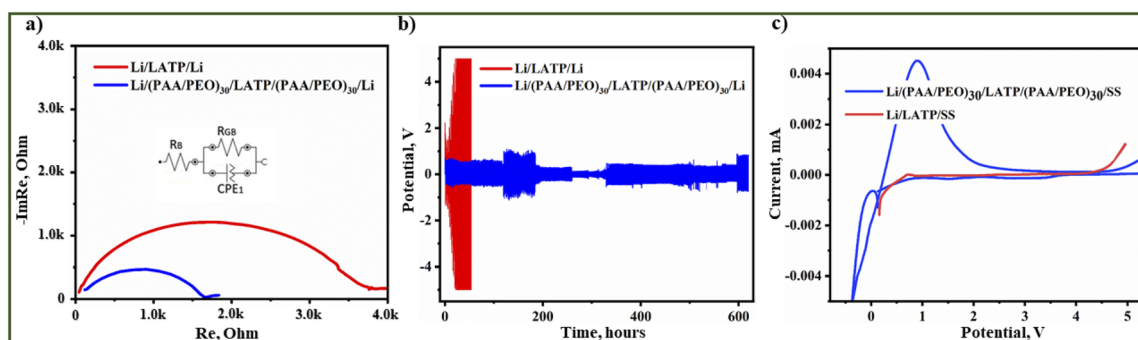 a)
4.0k
3.0k
2.0k
1.0k
0
-ImRe, Ohm
Li/LATP/Li
Li/(PAA/PEO)30/LATP/(PAA/PEO)30/Li
RB
RGB
CPE1
C
0
1.0k
2.0k
3.0k
4.0k
Re, Ohm
b)
4
2
0
-2
-4
Potential, V
Li/LATP/Li
Li/(PAA/PEO)30/LATP/(PAA/PEO)30/Li
0
200
400
600
Time, hours
c)
0.004
0.002
0.000
-0.002
-0.004
Current, mA
Li/(PAA/PEO)30/LATP/(PAA/PEO)30/SS
Li/LATP/SS
0
1
2
3
4
5
Potential, V